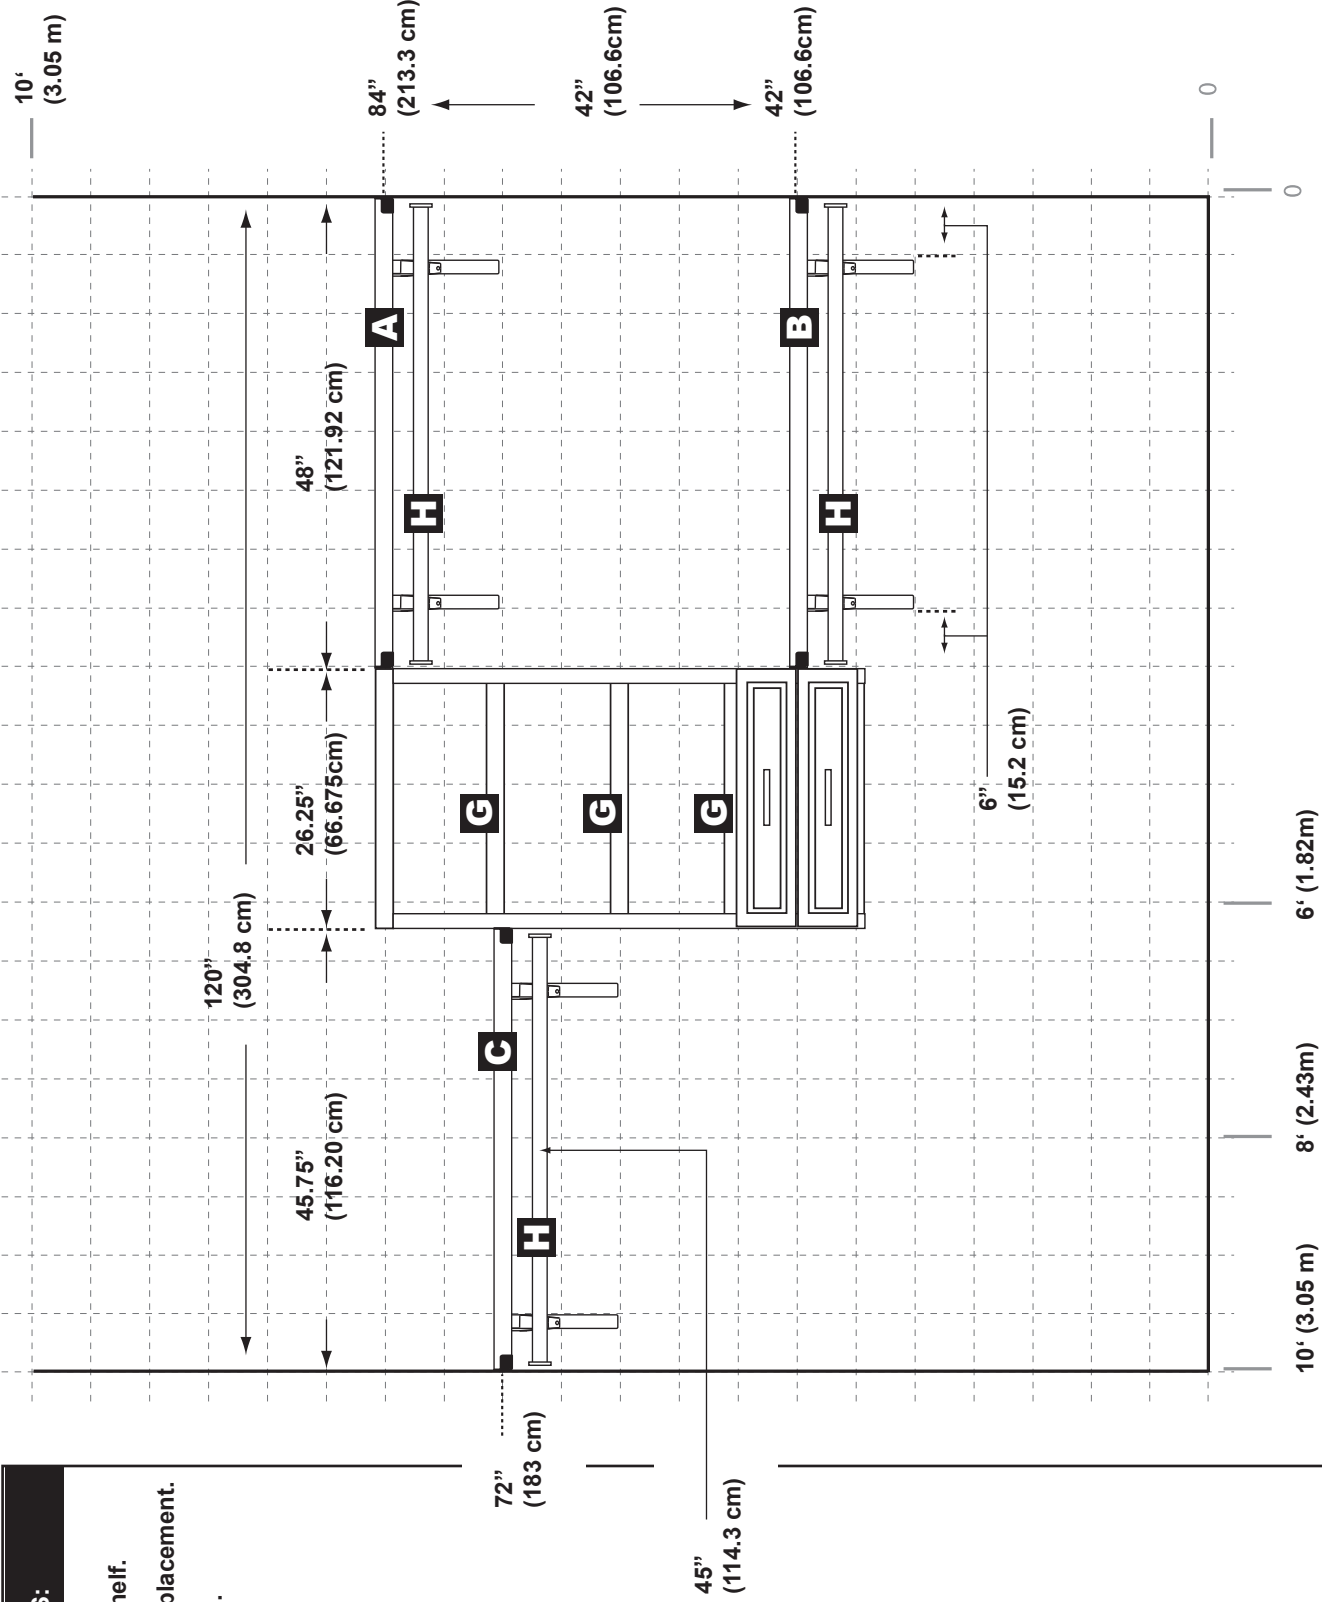 S:
helf.
placement.
.
10‘
(3.05 m)
120”
(304.8 cm)
45.75”
(116.20 cm)
26.25”
(66.675cm)
48”
(121.92 cm)
84”
(213.3 cm)
A
H
G
G
G
72”
(183 cm)
C
H
42”
(106.6cm)
45”
(114.3 cm)
42”
(106.6cm)
B
H
6”
(15.2 cm)
0
10‘ (3.05 m)
8‘ (2.43m)
6‘ (1.82m)
0